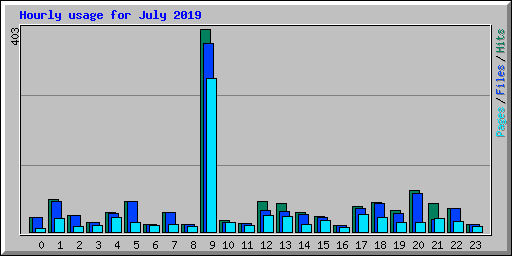 Hourly usage for July 2019
403
Pages/Files/Hits
0 1 2 3 4 5 6 7 8 9 10 11 12 13 14 15 16 17 18 19 20 21 22 23